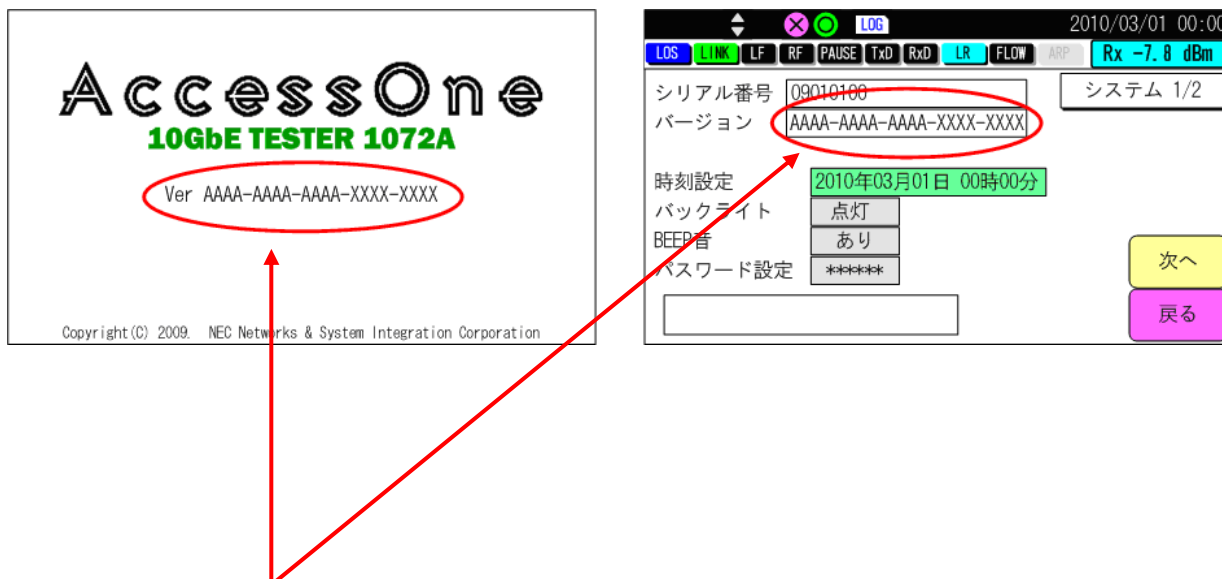 AccessOne
10GbE TESTER 1072A
Ver AAAA-AAAA-AAAA-XXXX-XXXX
Copyright(C) 2009. NEC Networks & System Integration Corporation
LOG 2010/03/01 00:00
LOS LINK LF RF PAUSE TxD RxD LR FLOW ARP Rx -7.8 dBm
シリアル番号 09010100 システム 1/2
バージョン AAAA-AAAA-AAAA-XXXX-XXXX
時刻設定 2010年03月01日 00時00分
バックライト 点灯
BEEP音 あり
パスワード設定 ******
次へ
戻る